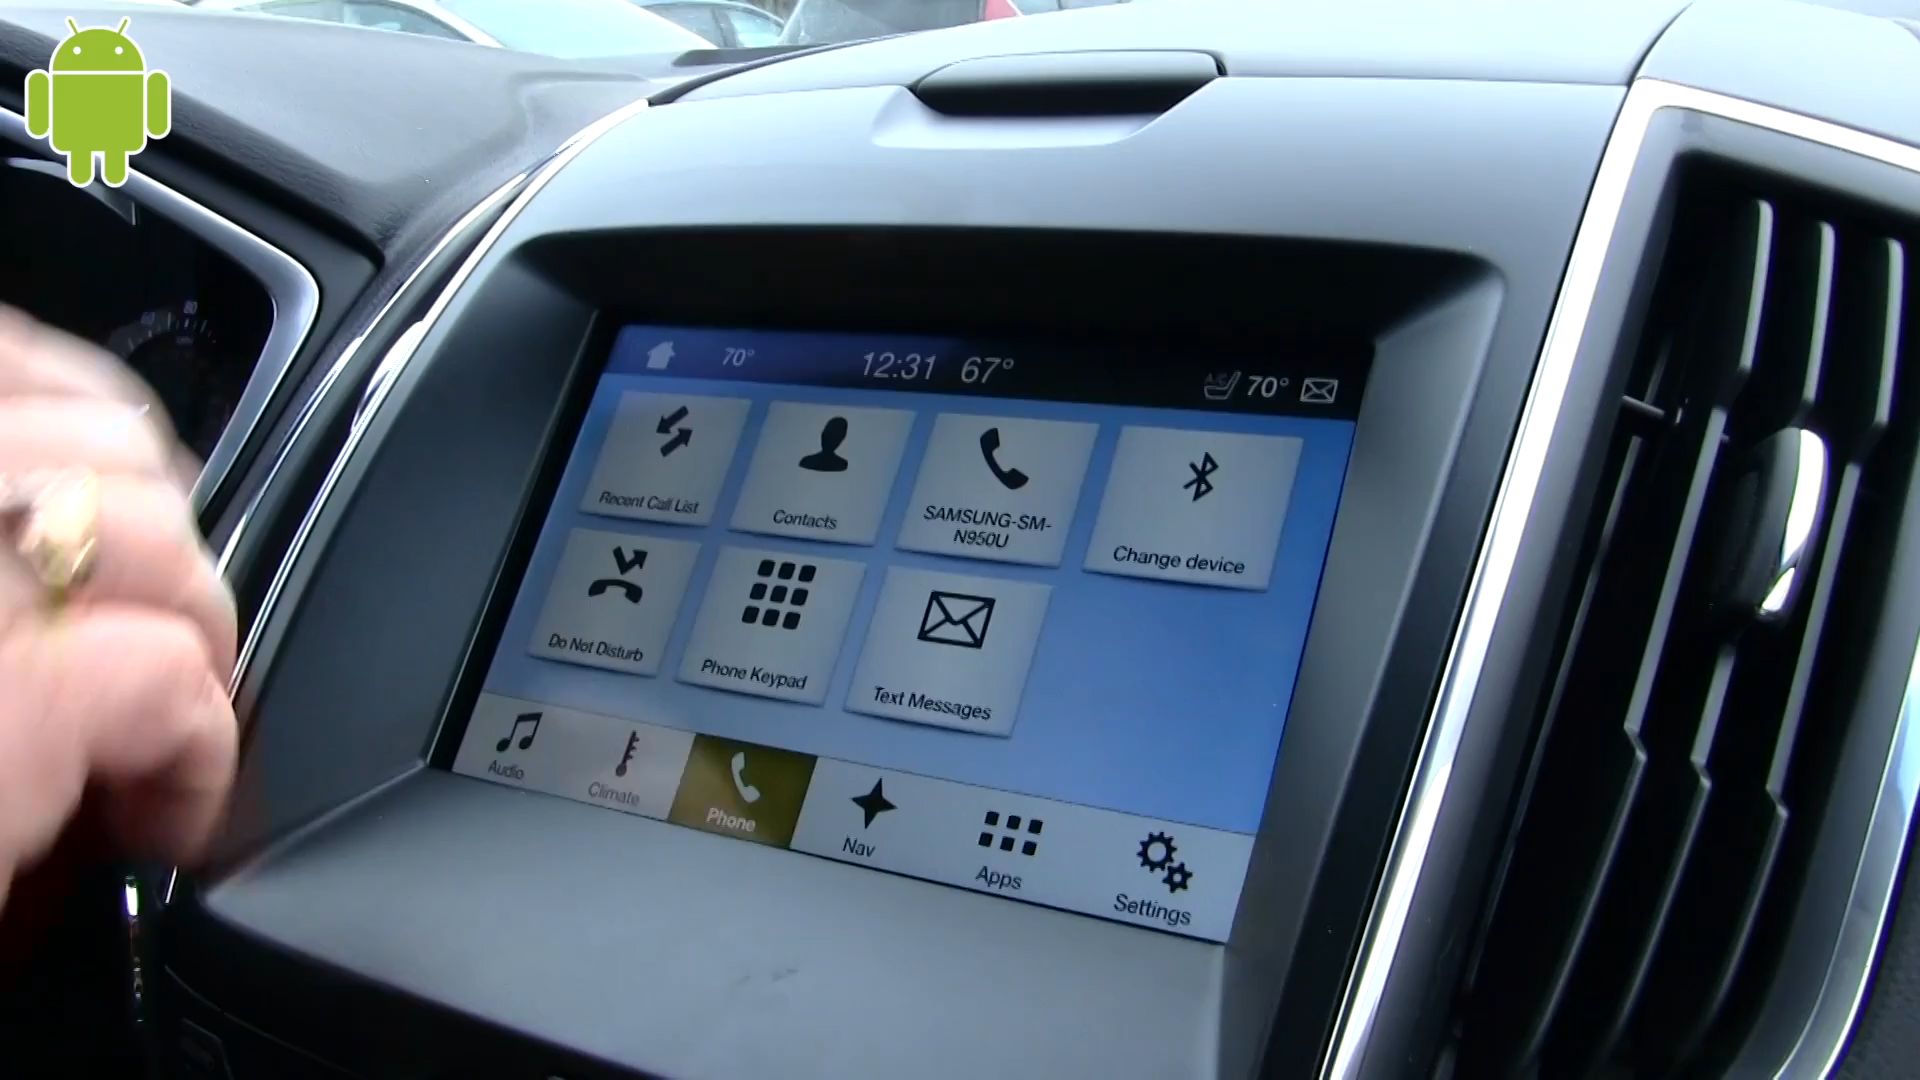 70° 12:31 67° A/C 70°
Recent Call List
Contacts
SAMSUNG-SM-
N950U
Change device
Do Not Disturb
Phone Keypad
Text Messages
Audio
Climate
Phone
Nav
Apps
Settings
80